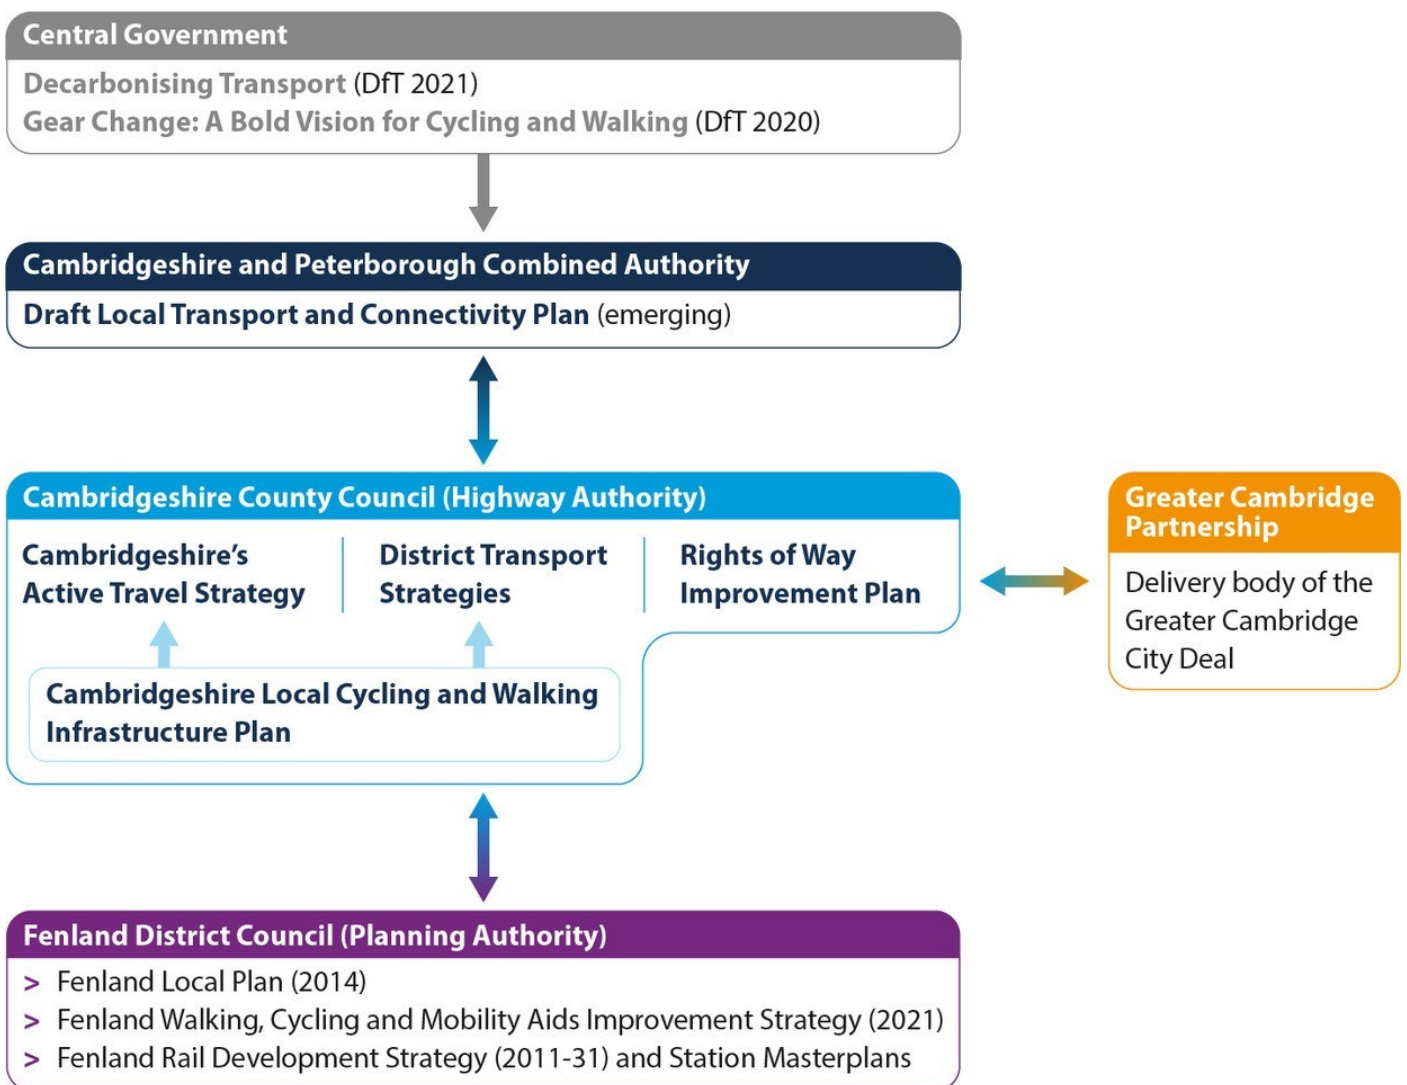 Central Government
Decarbonising Transport (DfT 2021)
Gear Change: A Bold Vision for Cycling and Walking (DfT 2020)
Cambridgeshire and Peterborough Combined Authority
Draft Local Transport and Connectivity Plan (emerging)
Cambridgeshire County Council (Highway Authority)
Cambridgeshire’s
Active Travel Strategy
District Transport
Strategies
Rights of Way
Improvement Plan
Cambridgeshire Local Cycling and Walking
Infrastructure Plan
Greater Cambridge
Partnership
Delivery body of the
Greater Cambridge
City Deal
Fenland District Council (Planning Authority)
> Fenland Local Plan (2014)
> Fenland Walking, Cycling and Mobility Aids Improvement Strategy (2021)
> Fenland Rail Development Strategy (2011-31) and Station Masterplans